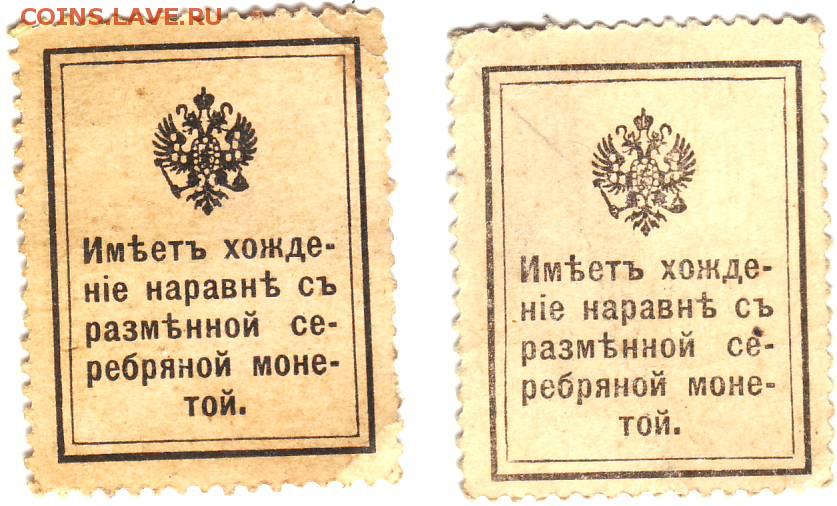 COINS.LAVE.RU
Имѣетъ хожде-
ніе наравнѣ съ
размѣнной се-
ребряной моне-
той.
Имѣетъ хожде-
ніе наравнѣ съ
размѣнной се-
ребряной моне-
той.